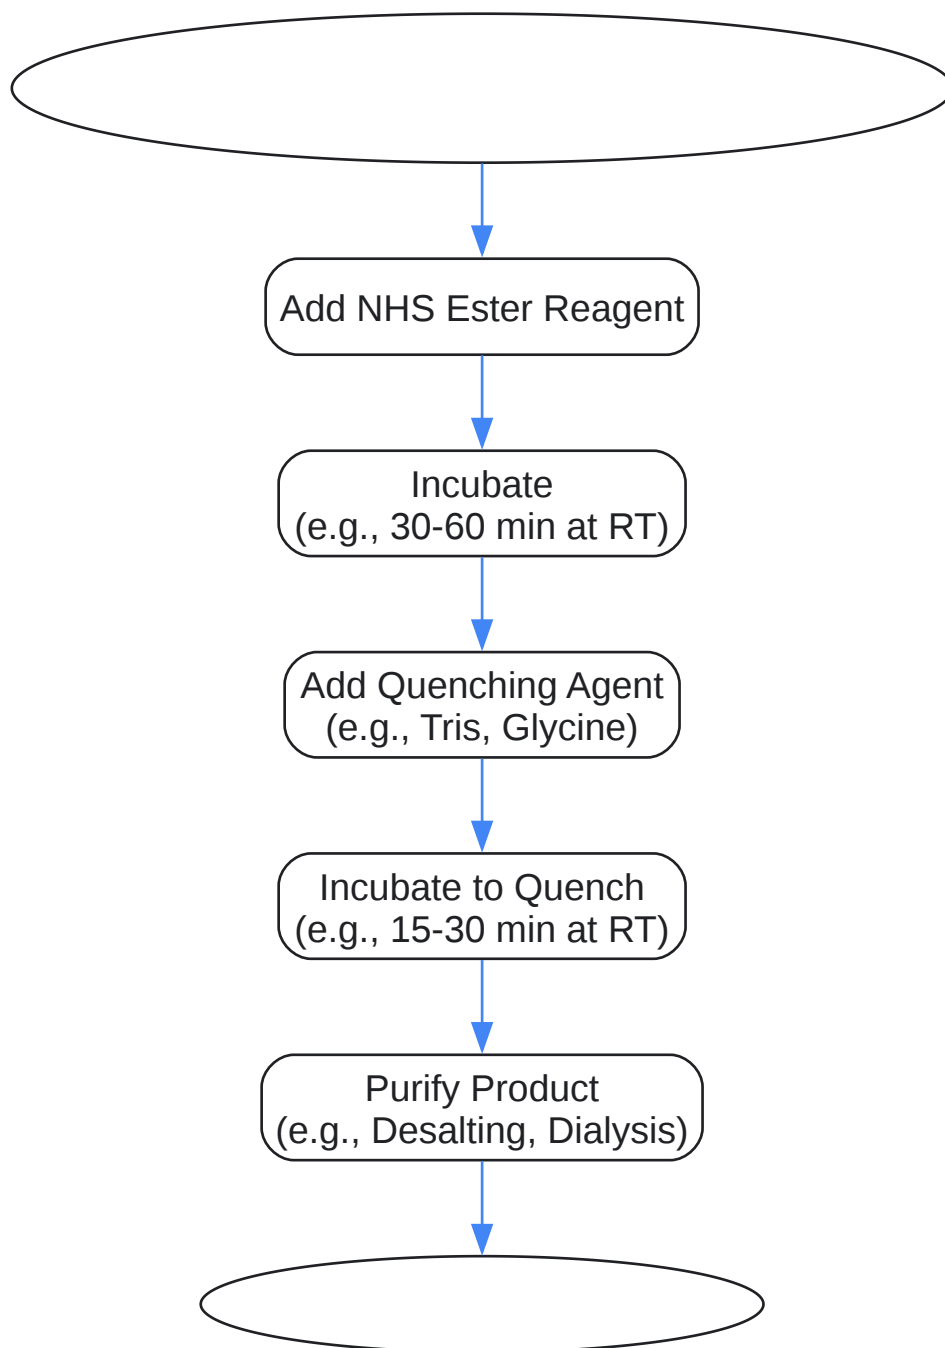 Add NHS Ester Reagent
Incubate
(e.g., 30-60 min at RT)
Add Quenching Agent
(e.g., Tris, Glycine)
Incubate to Quench
(e.g., 15-30 min at RT)
Purify Product
(e.g., Desalting, Dialysis)